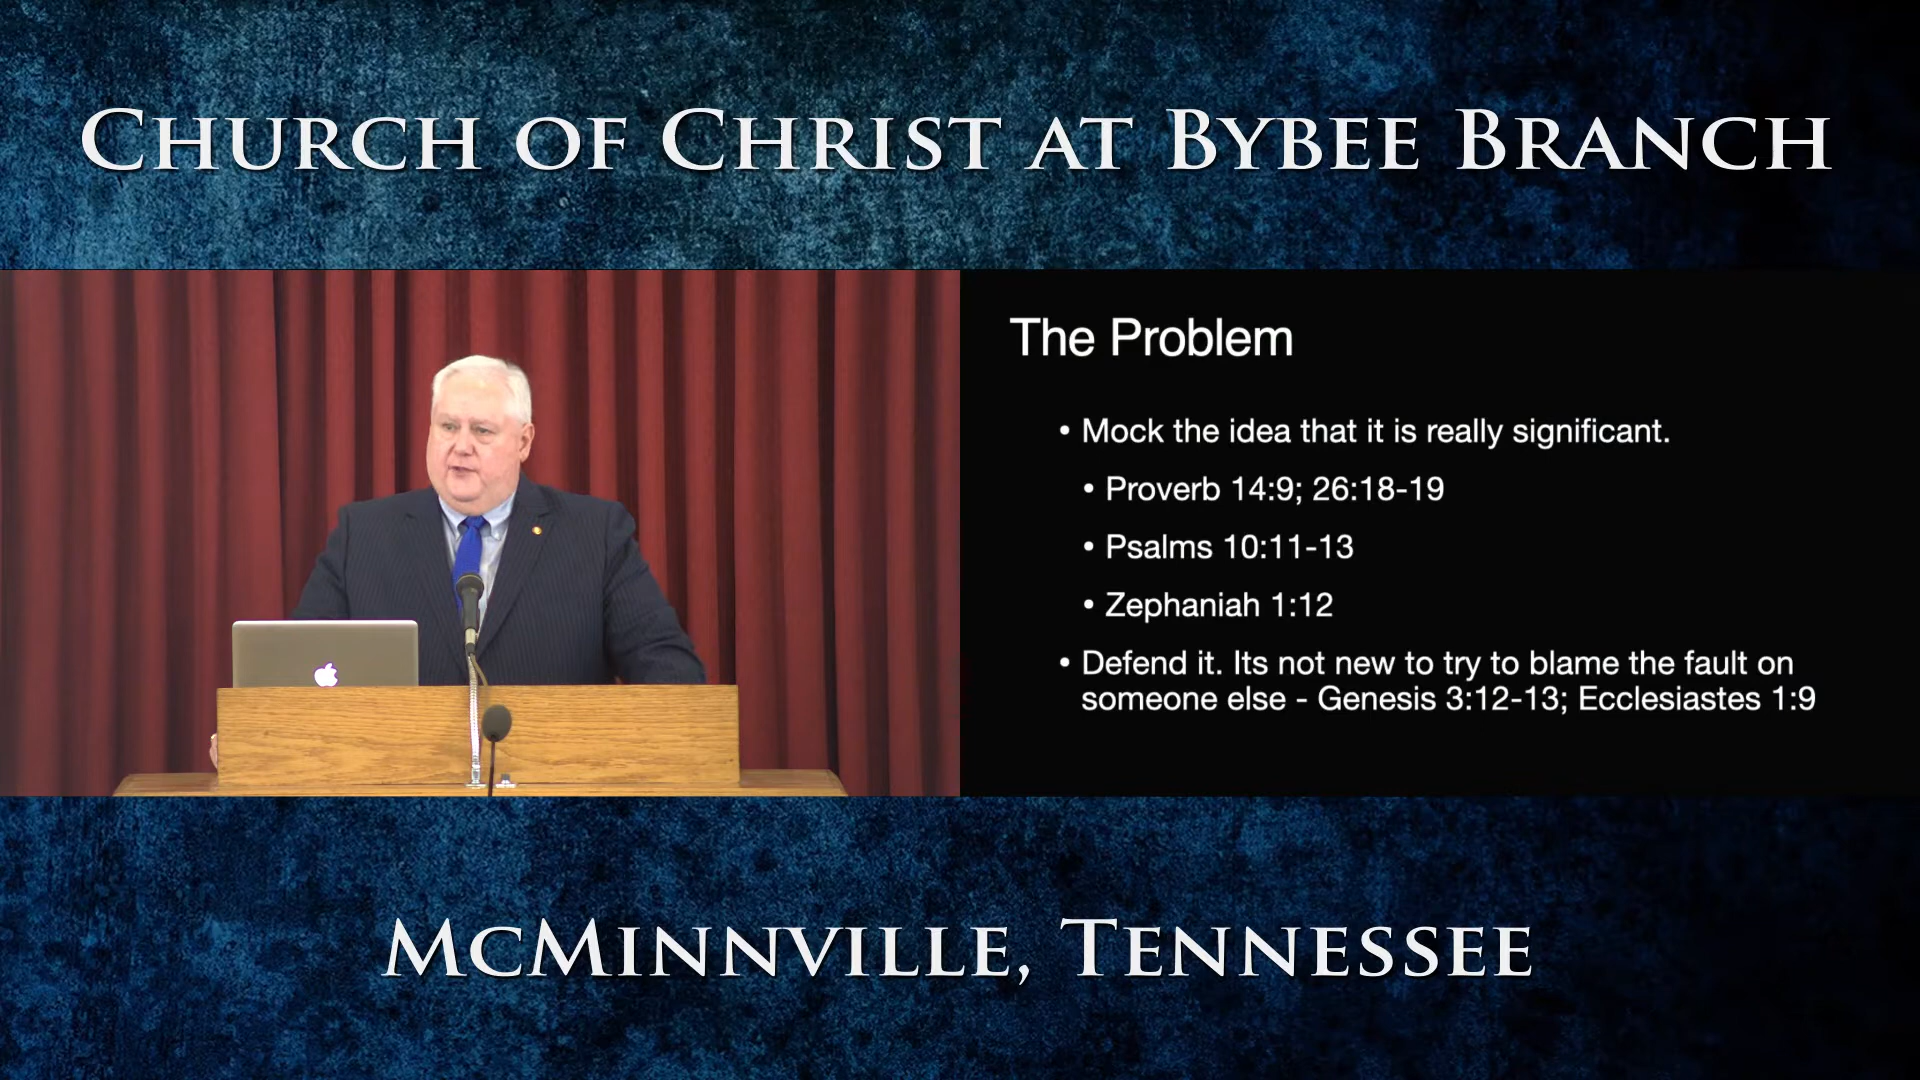 Church of Christ at Bybee Branch
The Problem
• Mock the idea that it is really significant.
• Proverb 14:9; 26:18-19
• Psalms 10:11-13
• Zephaniah 1:12
• Defend it. Its not new to try to blame the fault on
someone else - Genesis 3:12-13; Ecclesiastes 1:9
McMinnville, Tennessee